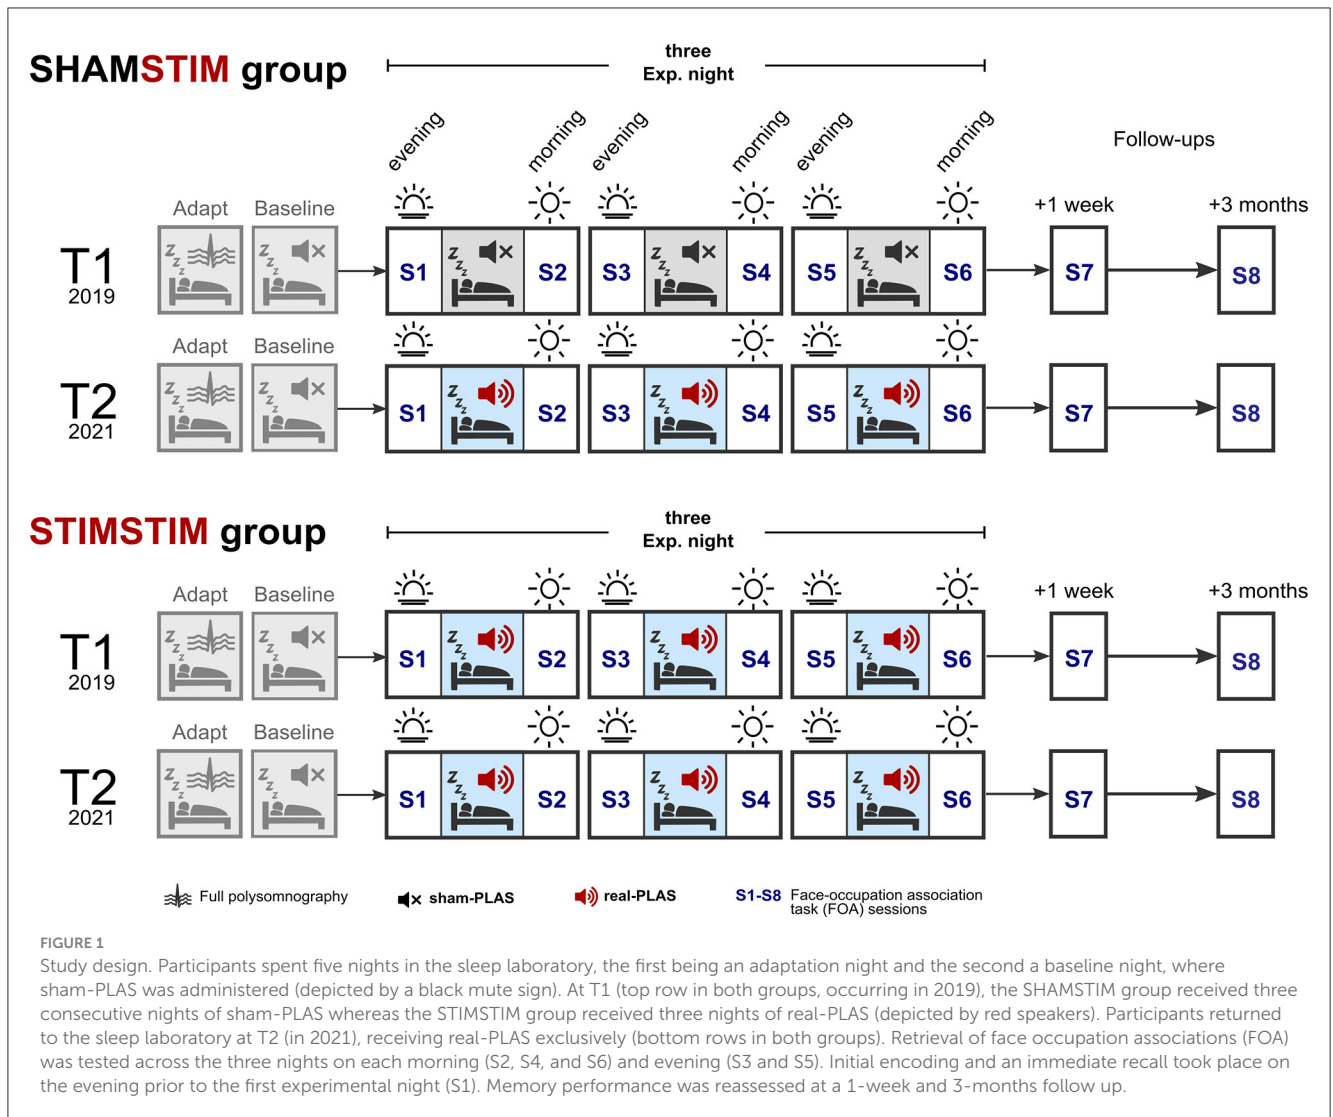 SHAMSTIM group
three
Exp. night
evening
morning
evening
morning
evening
morning
Follow-ups
Adapt
Baseline
+1 week
+3 months
T1
2019
z z z z
z z z z
S1
z z z z
S2
S3
z z z z
S4
S5
z z z z
S6
S7
S8
Adapt
Baseline
T2
2021
z z z z
z z z z
S1
z z z z
S2
S3
z z z z
S4
S5
z z z z
S6
S7
S8
STIMSTIM group
three
Exp. night
Adapt
Baseline
+1 week
+3 months
T1
2019
z z z z
z z z z
S1
z z z z
S2
S3
z z z z
S4
S5
z z z z
S6
S7
S8
Adapt
Baseline
T2
2021
z z z z
z z z z
S1
z z z z
S2
S3
z z z z
S4
S5
z z z z
S6
S7
S8
Full polysomnography
sham-PLAS
real-PLAS
S1-S8 Face-occupation association
task (FOA) sessions
FIGURE 1
Study design. Participants spent five nights in the sleep laboratory, the first being an adaptation night and the second a baseline night, where
sham-PLAS was administered (depicted by a black mute sign). At T1 (top row in both groups, occurring in 2019), the SHAMSTIM group received three
consecutive nights of sham-PLAS whereas the STIMSTIM group received three nights of real-PLAS (depicted by red speakers). Participants returned
to the sleep laboratory at T2 (in 2021), receiving real-PLAS exclusively (bottom rows in both groups). Retrieval of face occupation associations (FOA)
was tested across the three nights on each morning (S2, S4, and S6) and evening (S3 and S5). Initial encoding and an immediate recall took place on
the evening prior to the first experimental night (S1). Memory performance was reassessed at a 1-week and 3-months follow up.